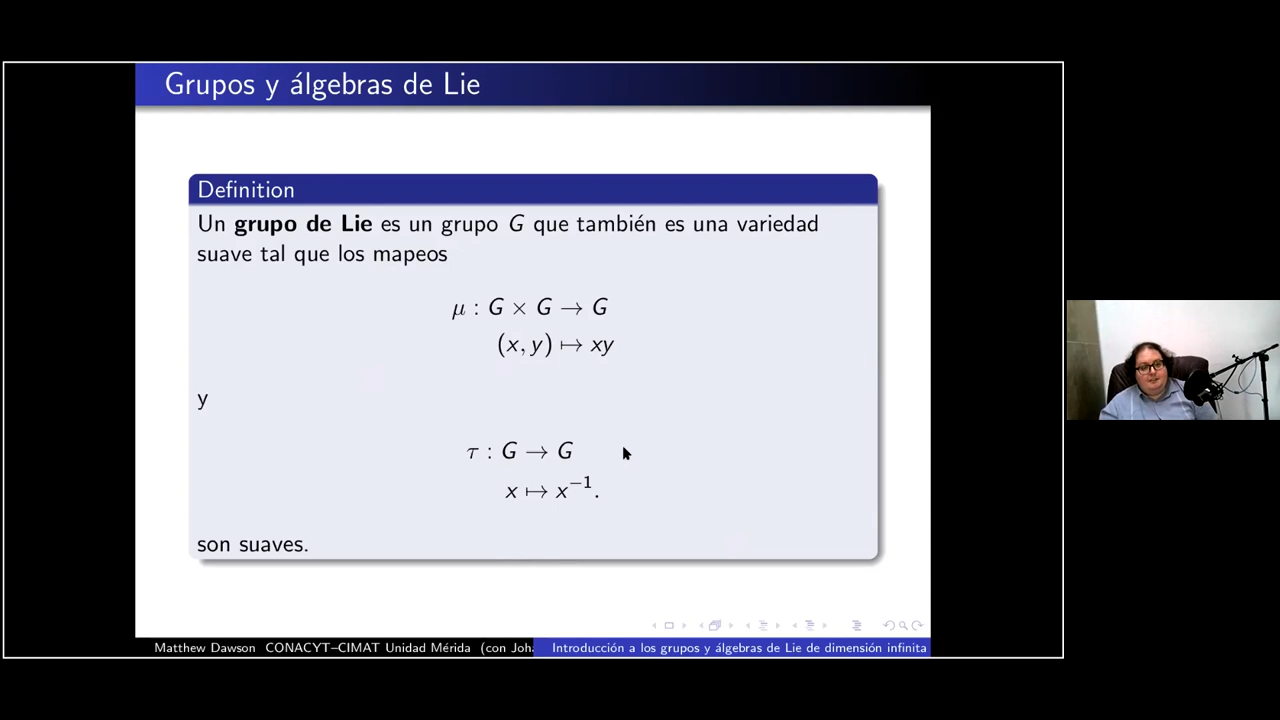 Grupos y álgebras de Lie
Definition
Un grupo de Lie es un grupo G que también es una variedad
suave tal que los mapeos
μ : G × G → G
(x, y) ↦ xy
y
τ : G → G
x ↦ x⁻¹.
son suaves.
Matthew Dawson CONACYT–CIMAT Unidad Mérida (con Joha
Introducción a los grupos y álgebras de Lie de dimensión infinita